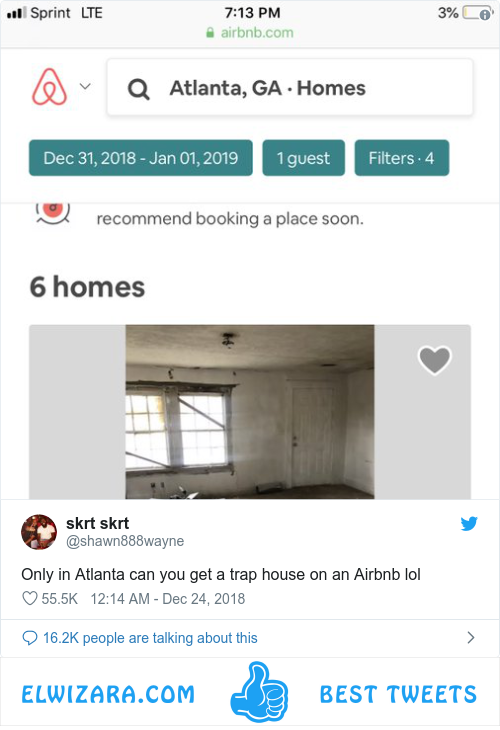 Sprint LTE 7:13 PM 3%
airbnb.com
Atlanta, GA · Homes
Dec 31, 2018 - Jan 01, 2019 1 guest Filters · 4
recommend booking a place soon.
6 homes
skrt skrt
@shawn888wayne
Only in Atlanta can you get a trap house on an Airbnb lol
55.5K 12:14 AM - Dec 24, 2018
16.2K people are talking about this
ELWIZARA.COM BEST TWEETS